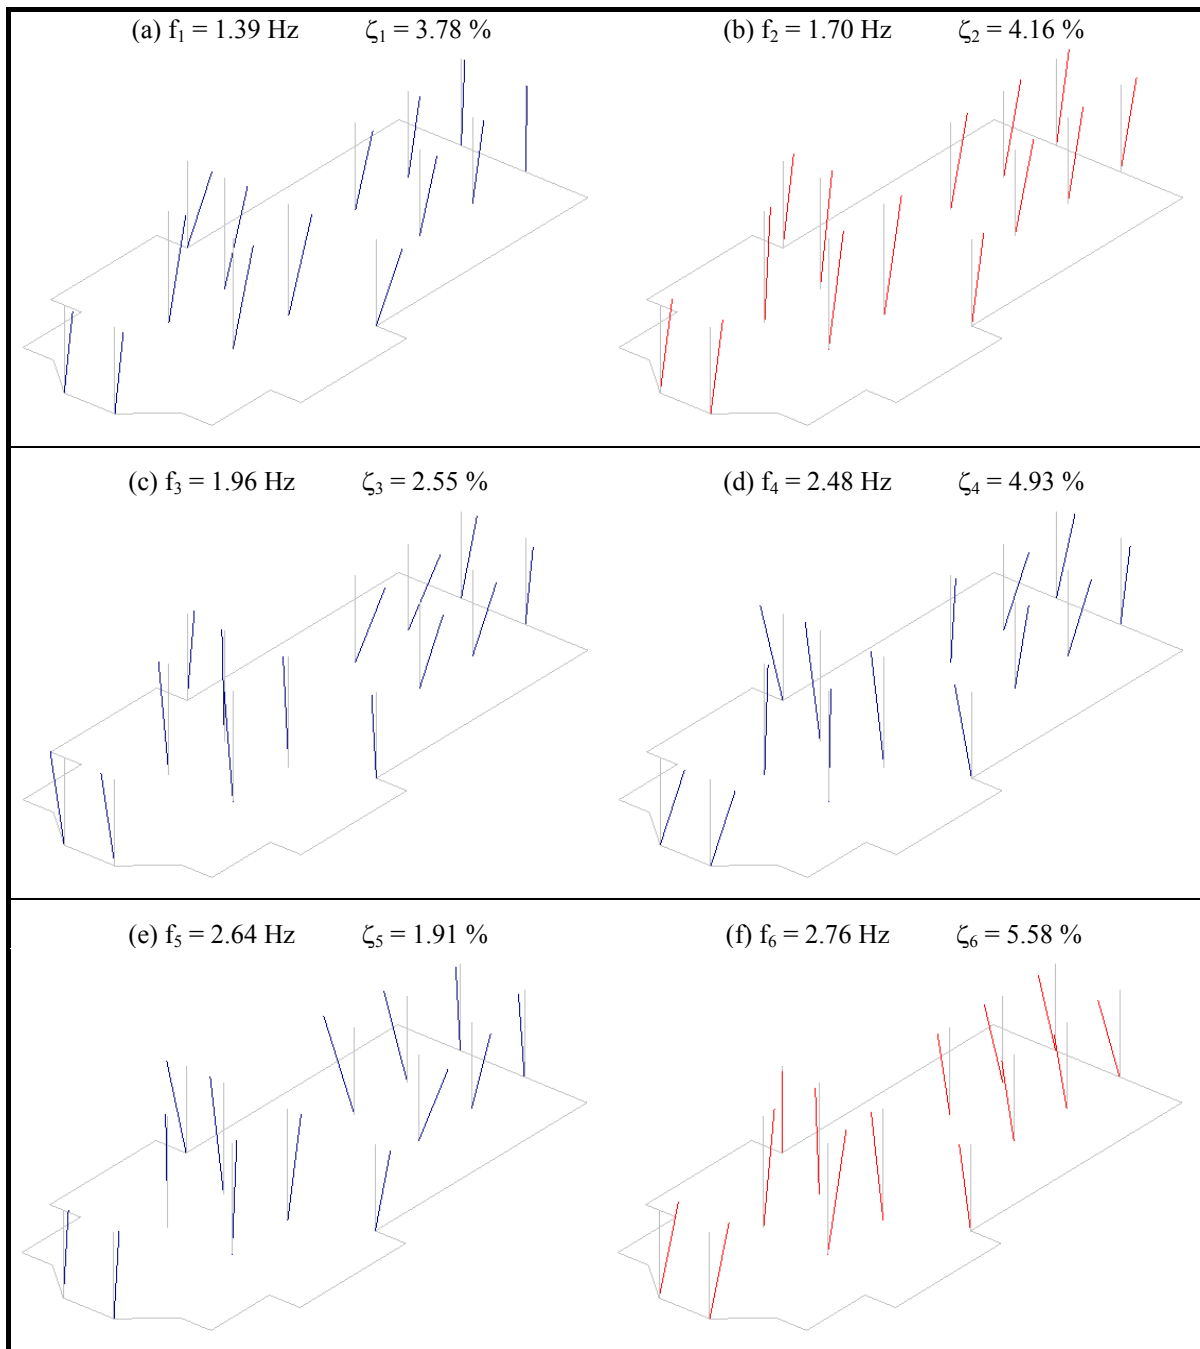 (a) f₁ = 1.39 Hz ζ₁ = 3.78 %
(b) f₂ = 1.70 Hz ζ₂ = 4.16 %
(c) f₃ = 1.96 Hz ζ₃ = 2.55 %
(d) f₄ = 2.48 Hz ζ₄ = 4.93 %
(e) f₅ = 2.64 Hz ζ₅ = 1.91 %
(f) f₆ = 2.76 Hz ζ₆ = 5.58 %